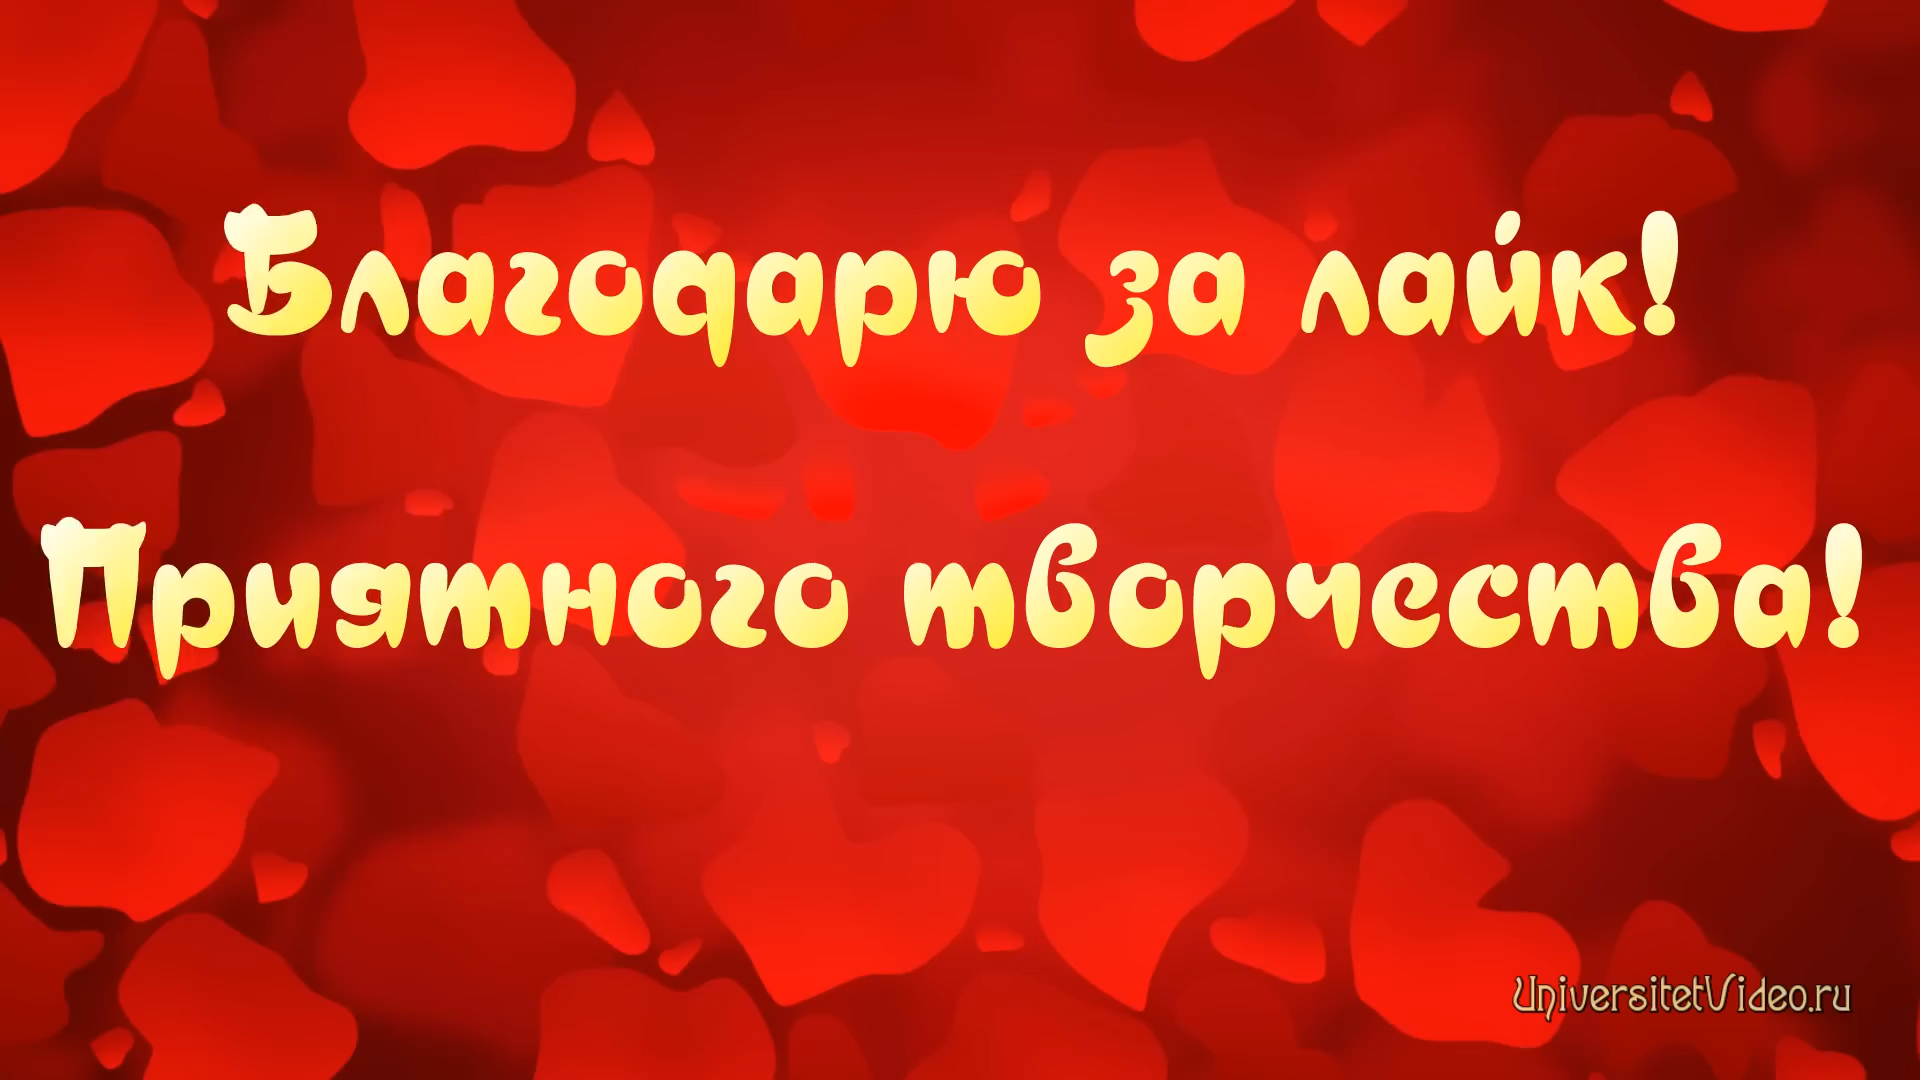 Благодарю за лайк!
Приятного творчества!
UniversitetVideo.ru